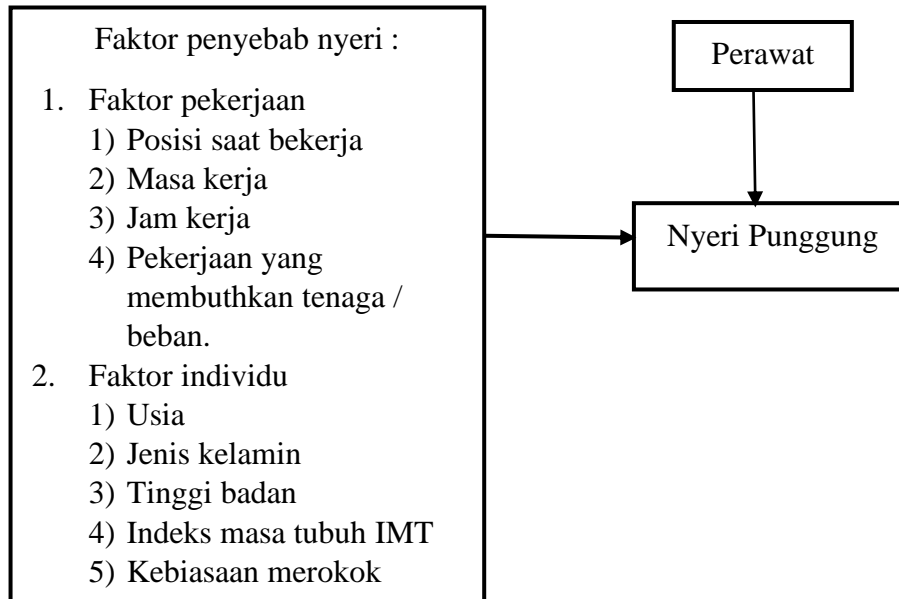 Faktor penyebab nyeri :
1. Faktor pekerjaan
1) Posisi saat bekerja
2) Masa kerja
3) Jam kerja
4) Pekerjaan yang
membuthkan tenaga /
beban.
2. Faktor individu
1) Usia
2) Jenis kelamin
3) Tinggi badan
4) Indeks masa tubuh IMT
5) Kebiasaan merokok
Perawat
Nyeri Punggung